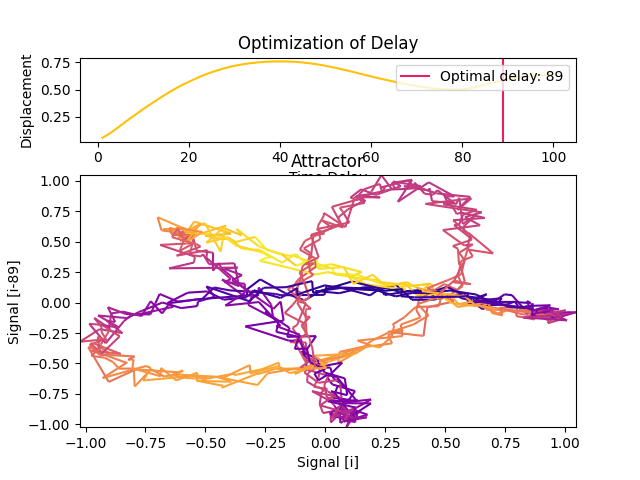 Optimization of Delay
Displacement
0.75
0.50
0.25
Optimal delay: 89
0 20 40 60 80 100
Time Delay
Attractor
Signal [i-89]
1.00
0.75
0.50
0.25
0.00
−0.25
−0.50
−0.75
−1.00
−1.00 −0.75 −0.50 −0.25 0.00 0.25 0.50 0.75 1.00
Signal [i]